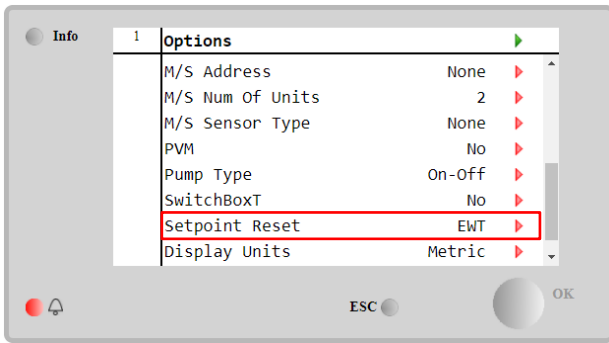 Info
1 Options
M/S Address None
M/S Num Of Units 2
M/S Sensor Type None
PVM No
Pump Type On-Off
SwitchBoxT No
Setpoint Reset EWT
Display Units Metric
ESC
OK